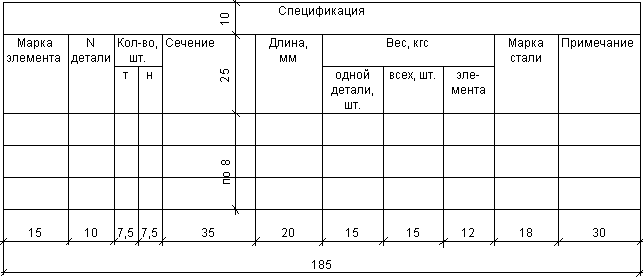 Спецификация
10
Марка элемента
N детали
Кол-во, шт.
Сечение
Длина, мм
Вес, кгс
Марка стали
Примечание
т
н
25
одной детали, шт.
всех, шт.
эле-
мента
по 8
15 10 7,5 7,5 35 20 15 15 12 18 30
185